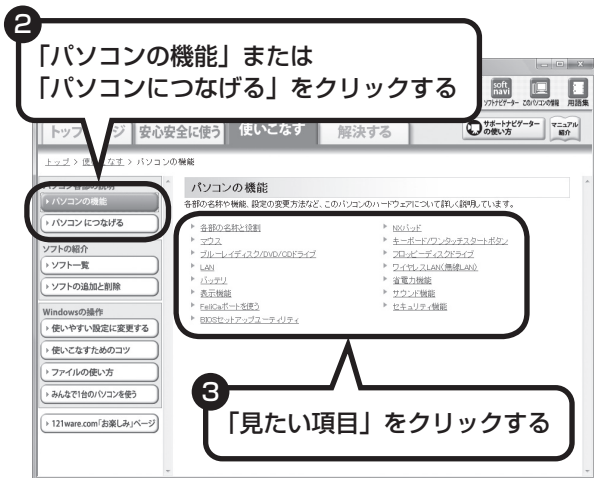 2
「パソコンの機能」または
「パソコンにつなげる」をクリックする
soft navi
ソフトナビゲーター このパソコンの情報 用語集
トップ ジ 安心安全に使う 使いこなす 解決する
サポートナビゲーターの使い方
マニュアル紹介
トップ > 使 なす > パソコンの機能
パソコン各部の説明
パソコンの機能
パソコンにつなげる
ソフトの紹介
ソフト一覧
ソフトの追加と削除
Windowsの操作
使いやすい設定に変更する
使いこなすためのコツ
ファイルの使い方
みんなで1台のパソコンを使う
121ware.com「お楽しみ」ページ
パソコンの機能
各部の名称や機能、設定の変更方法など、このパソコンのハードウェアについて詳しく説明しています。
各部の名称と役割
マウス
ブルーレイディスク/DVD/CDドライブ
LAN
バッテリ
表示機能
FeliCaポートを使う
BIOSセットアップユーティリティ
NXパッド
キーボード/ワンタッチスタートボタン
フロッピーディスクドライブ
ワイヤレスLAN(無線LAN)
省電力機能
サウンド機能
セキュリティ機能
3
「見たい項目」をクリックする